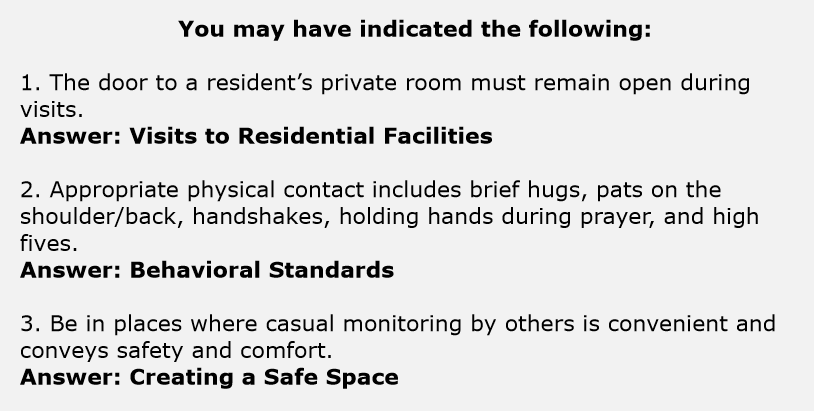 You may have indicated the following:
1. The door to a resident’s private room must remain open during
visits.
Answer: Visits to Residential Facilities
2. Appropriate physical contact includes brief hugs, pats on the
shoulder/back, handshakes, holding hands during prayer, and high
fives.
Answer: Behavioral Standards
3. Be in places where casual monitoring by others is convenient and
conveys safety and comfort.
Answer: Creating a Safe Space